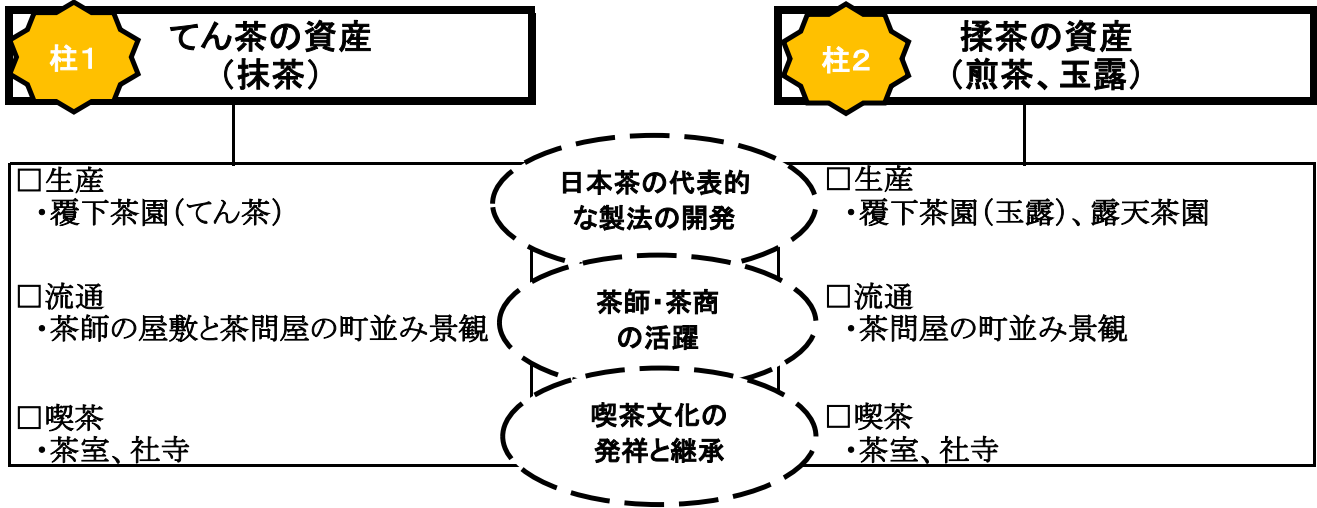 柱1
てん茶の資産
（抹茶）
柱2
揉茶の資産
（煎茶、玉露）
□生産
・覆下茶園（てん茶）
□流通
・茶師の屋敷と茶問屋の町並み景観
□喫茶
・茶室、社寺
日本茶の代表的
な製法の開発
茶師・茶商
の活躍
喫茶文化の
発祥と継承
□生産
・覆下茶園（玉露）、露天茶園
□流通
・茶問屋の町並み景観
□喫茶
・茶室、社寺